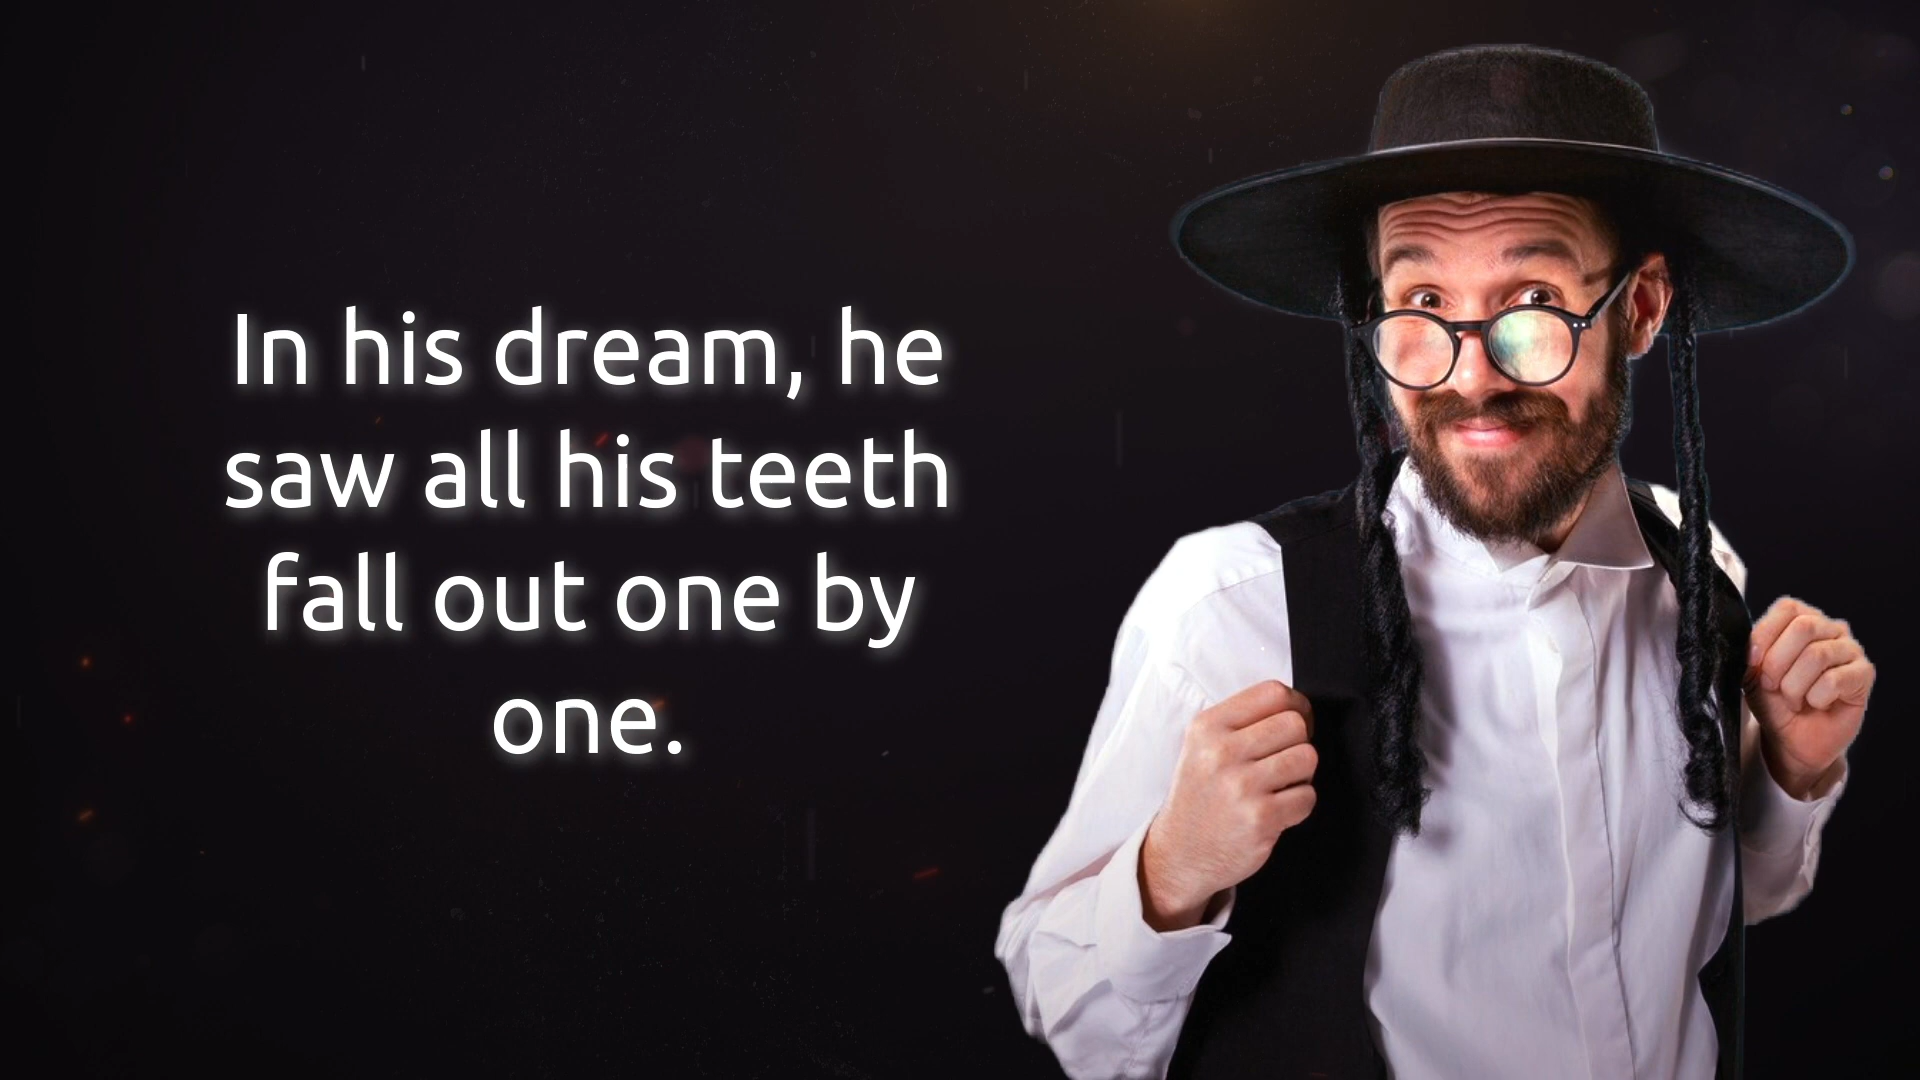 In his dream, he
saw all his teeth
fall out one by
one.